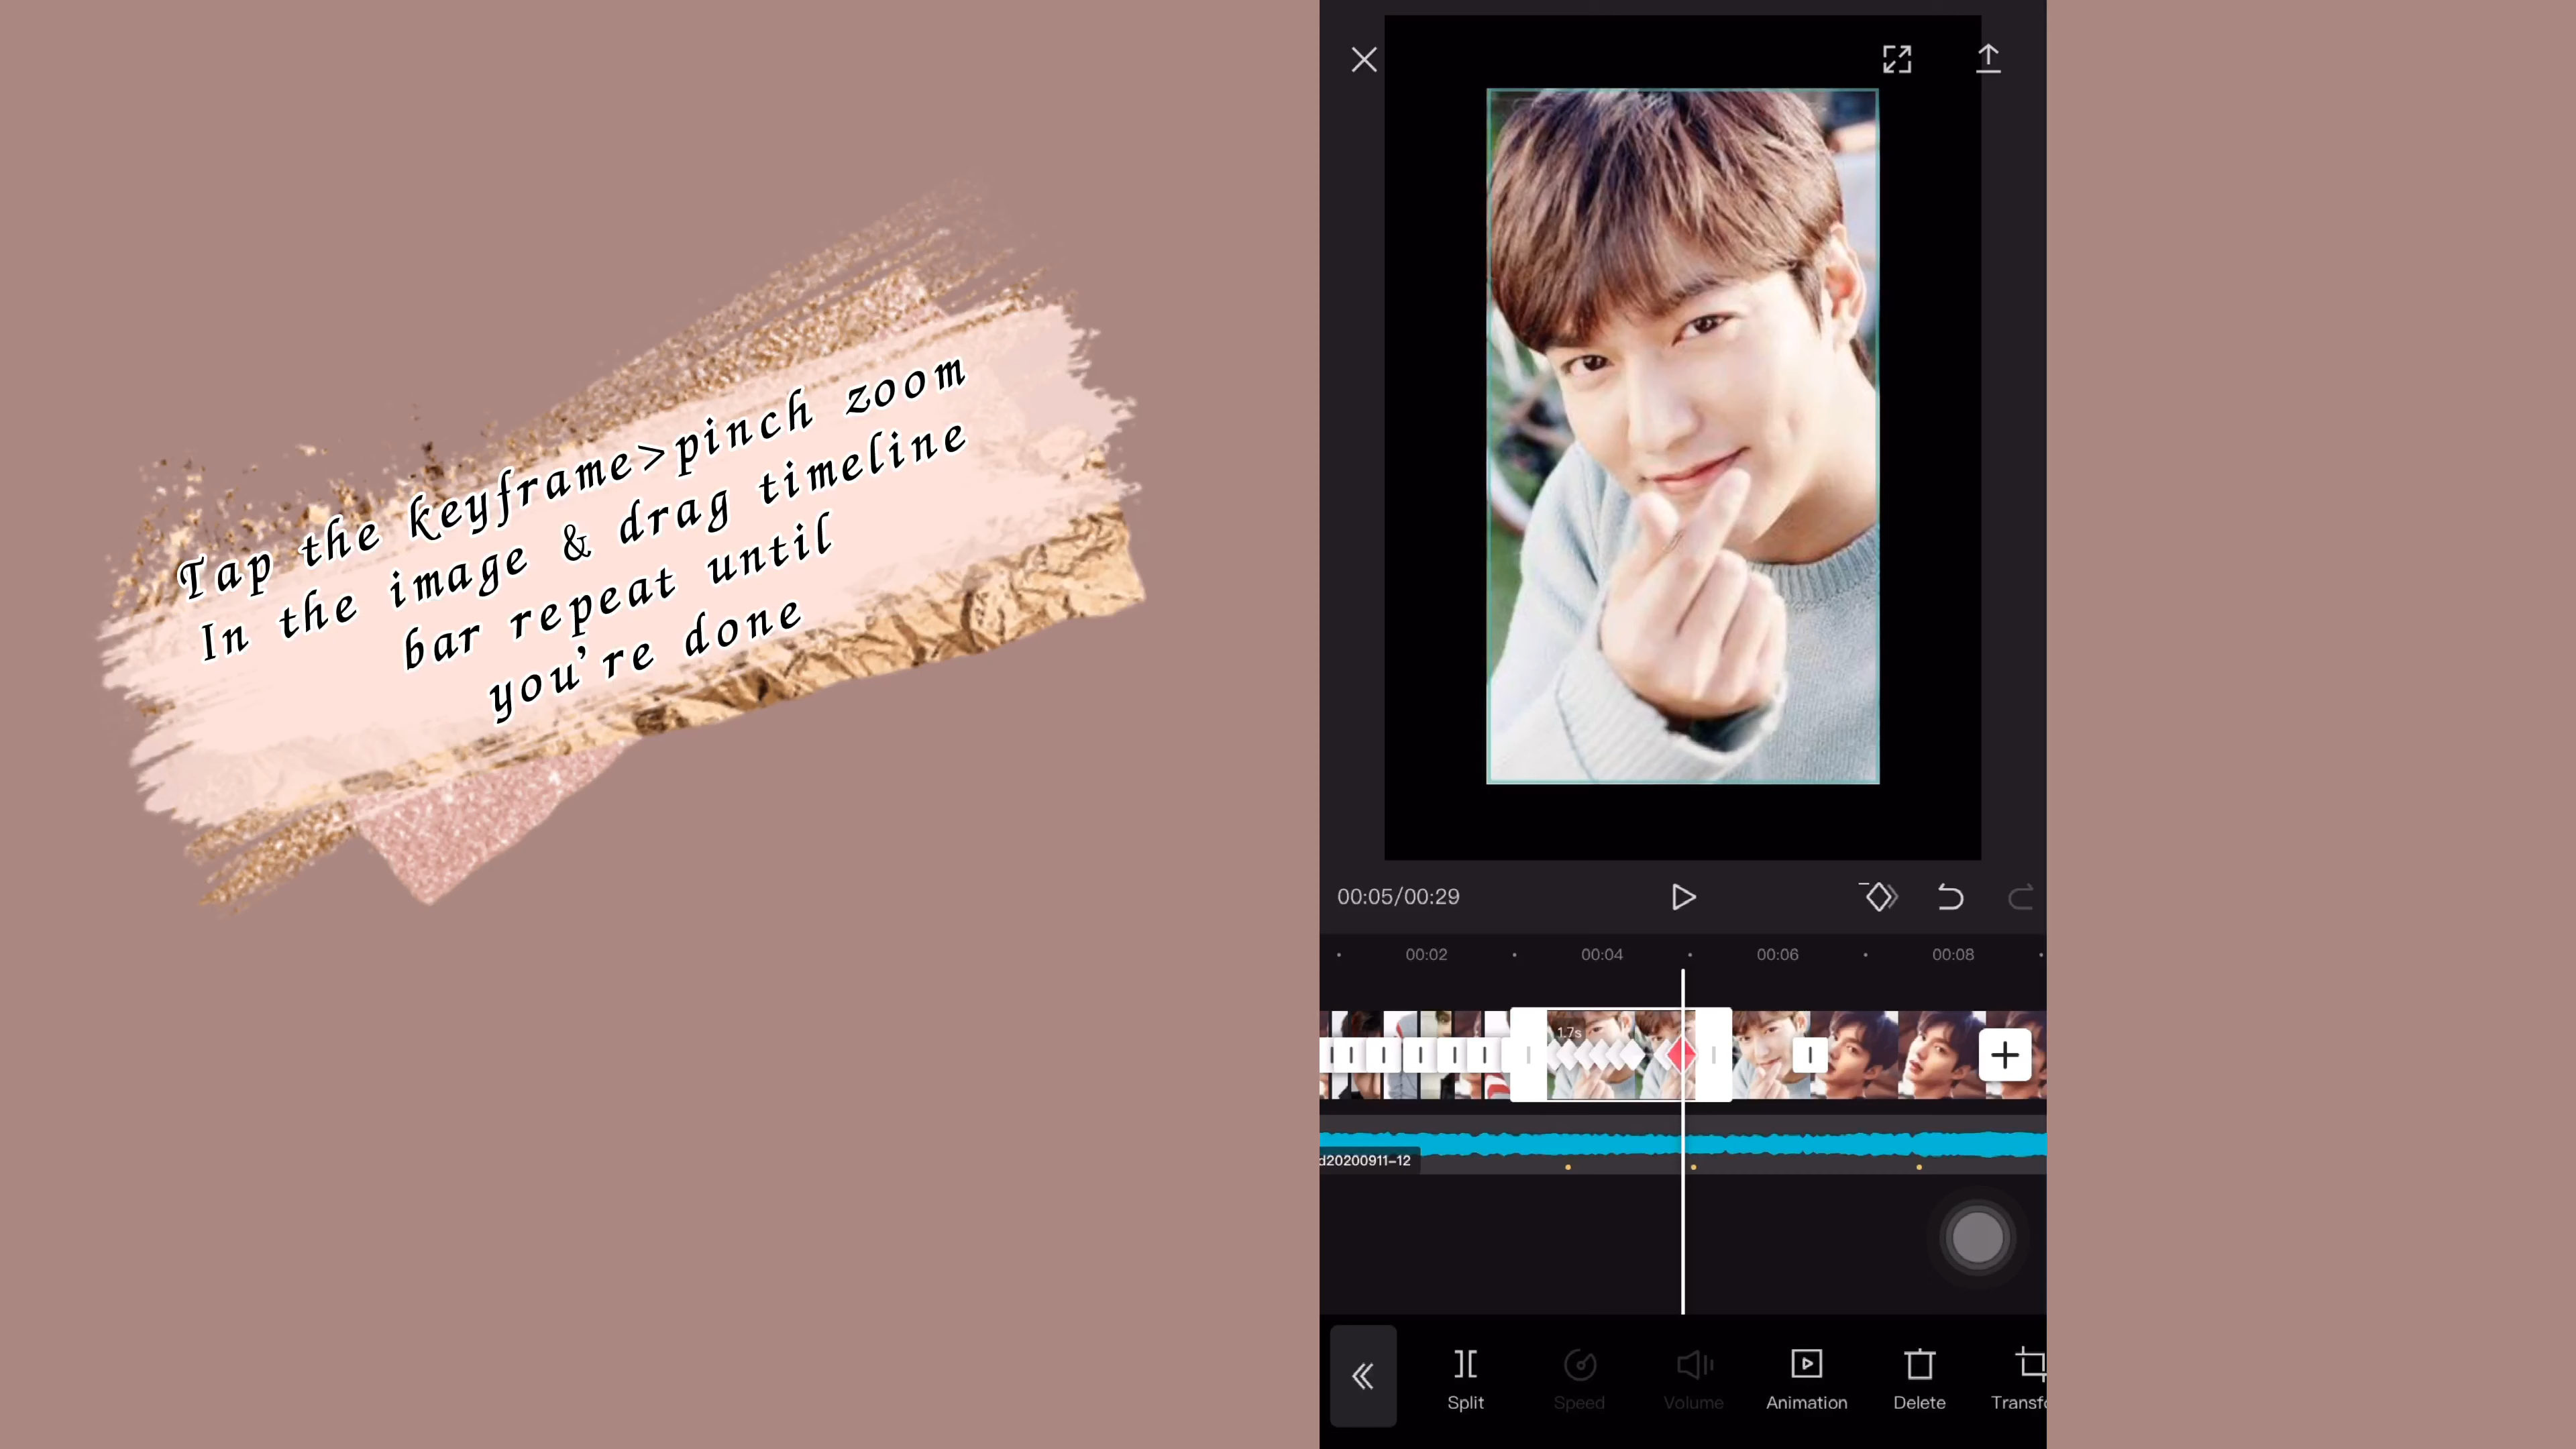 Tap the keyframe>pinch zoom
In the image & drag timeline
bar repeat until
you're done
00:05/00:29
00:02
00:04
00:06
00:08
1.7s
d20200911-12
Split
Speed
Volume
Animation
Delete
Transfo